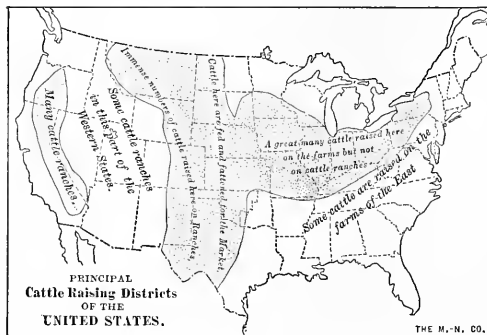 Many cattle ranches.
Some cattle ranches
in this part of the
Western States.
Immense numbers of cattle raised here on Ranches.
Cattle here are fed and fattened for the Market.
A great many cattle raised here
on the farms but not
on cattle ranches
Some cattle are raised on the
farms of the East
PRINCIPAL
Cattle Raising Districts
OF THE
UNITED STATES.
THE M.-N. CO.